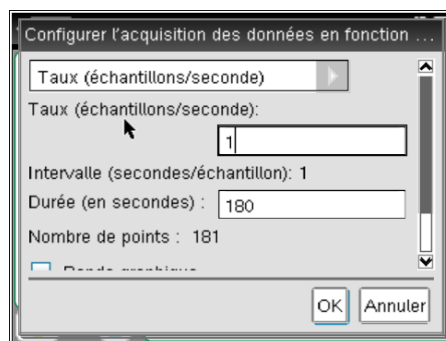 Configurer l'acquisition des données en fonction ...
Taux (échantillons/seconde)
Taux (échantillons/seconde):
1
Intervalle (secondes/échantillon): 1
Durée (en secondes) : 180
Nombre de points : 181
OK Annuler